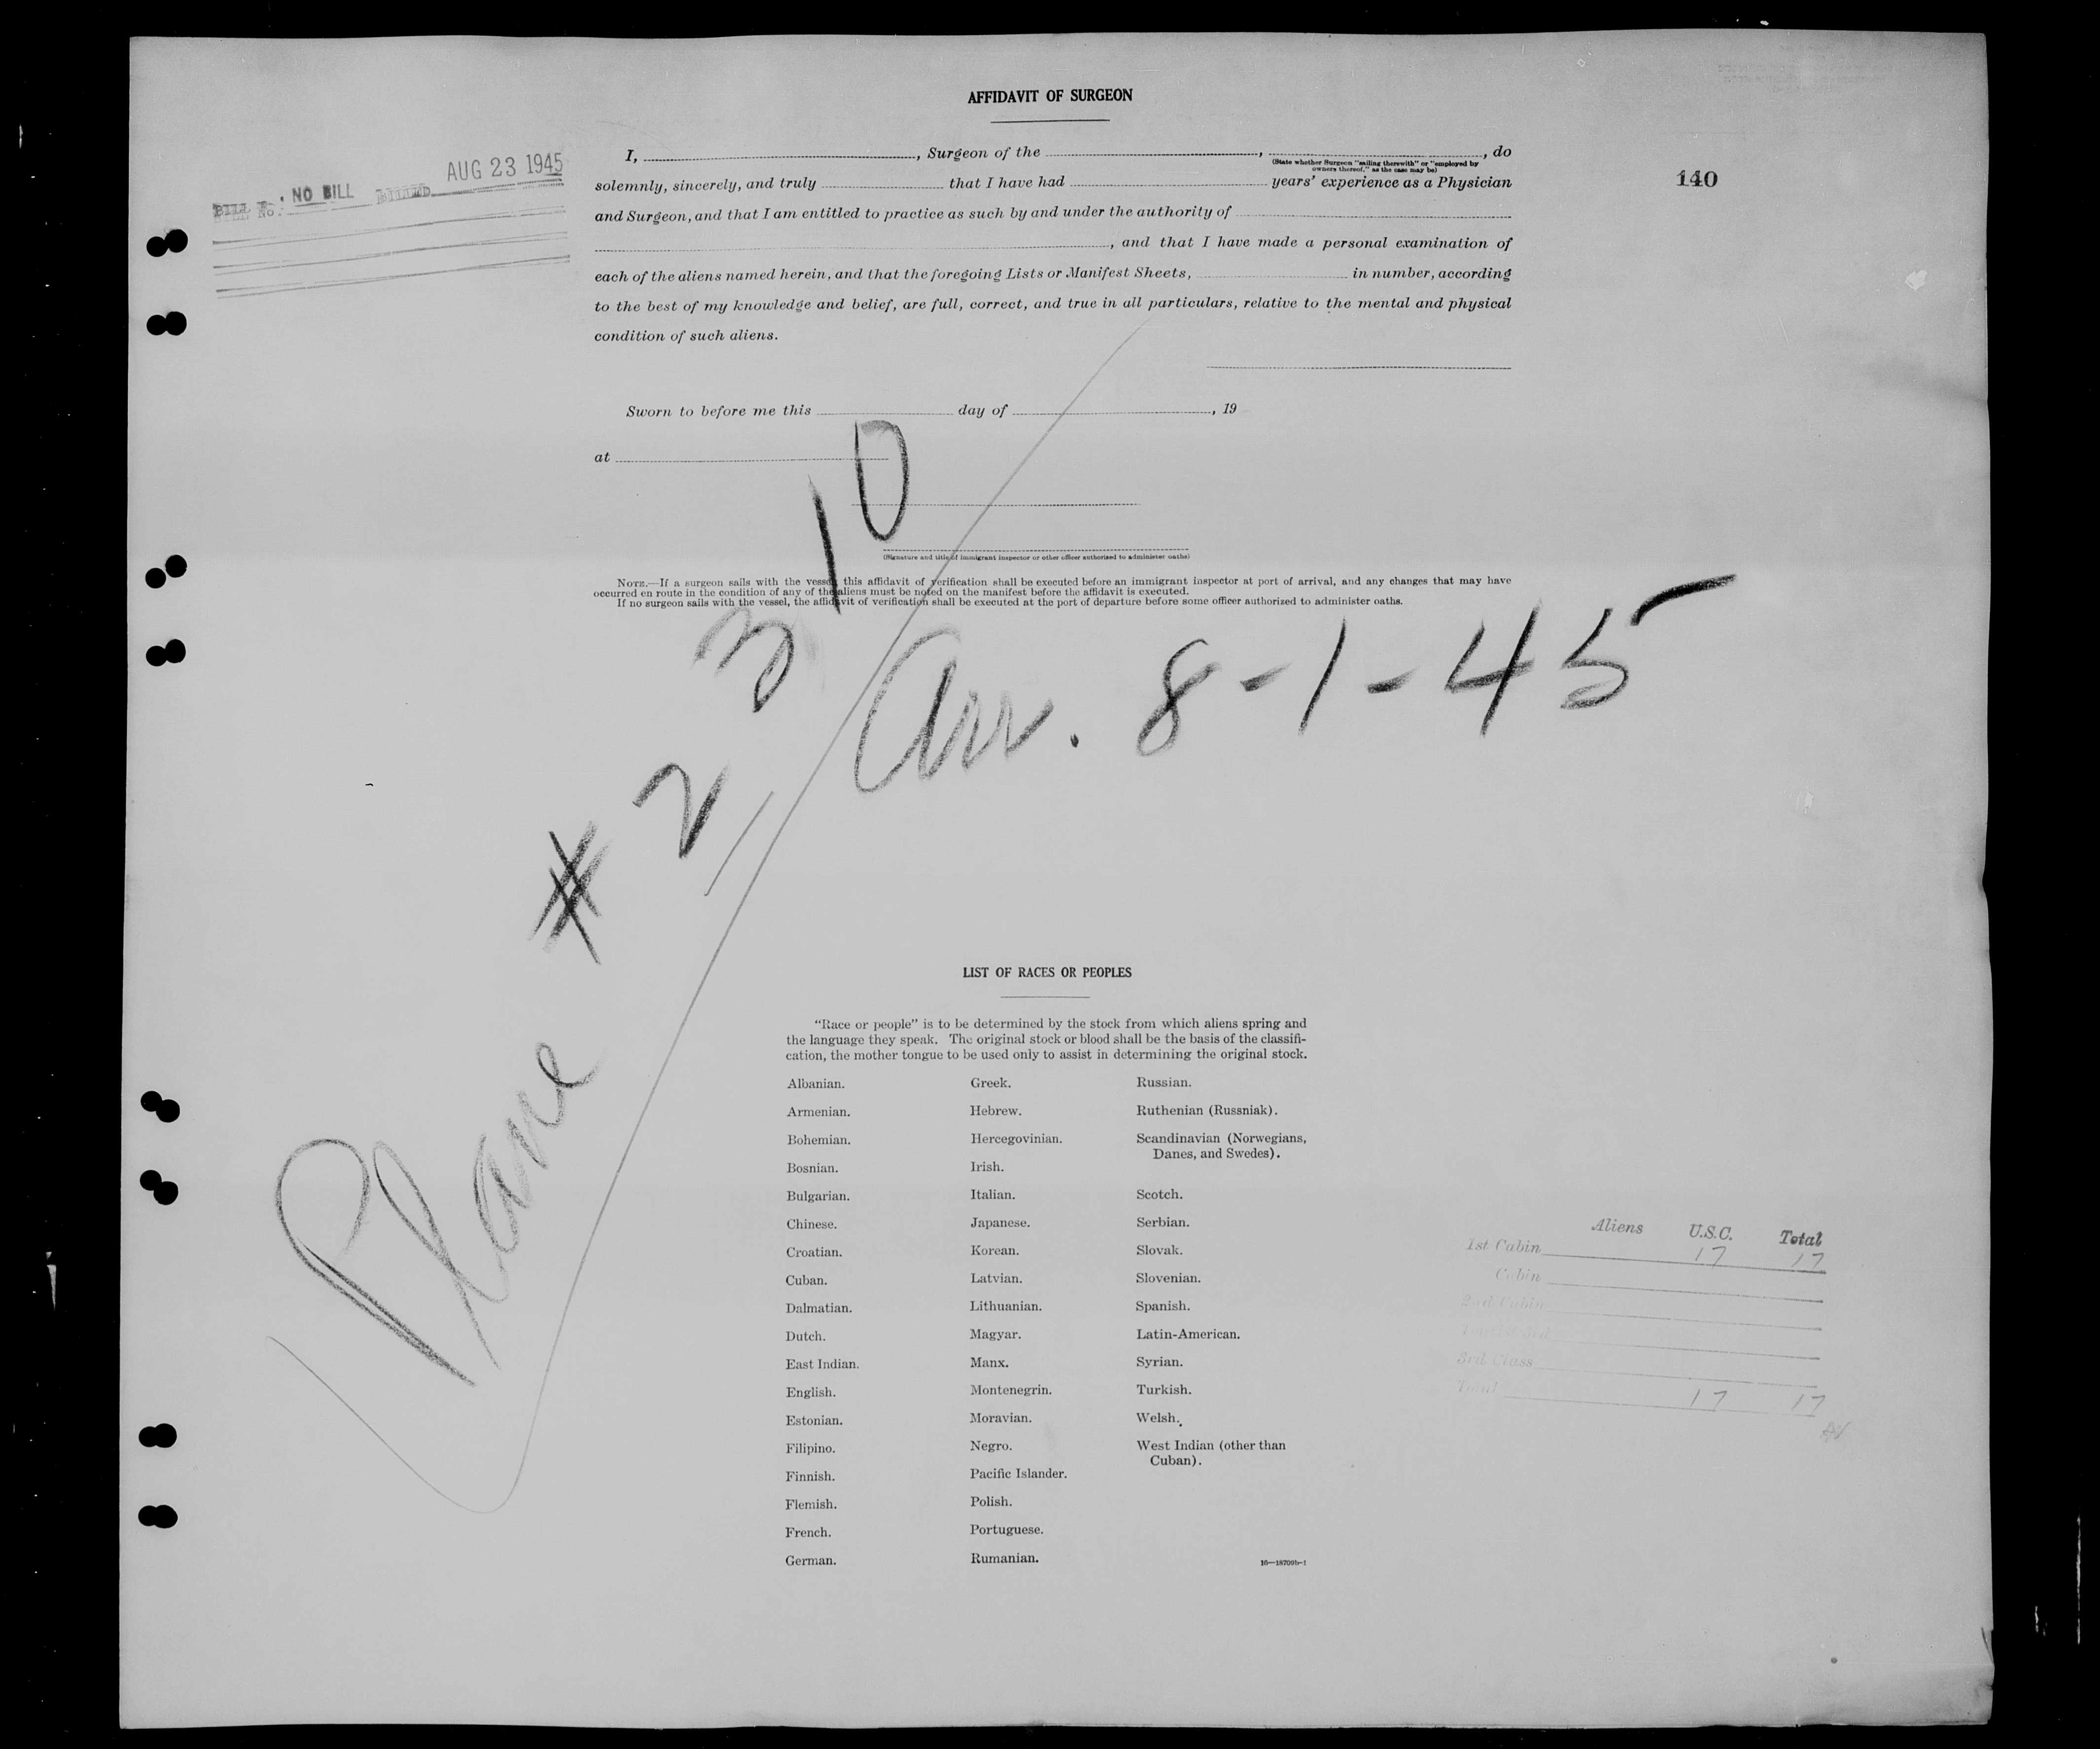 AFFIDAVIT OF SURGEON
AUG 23 1945
BILL No. NO BILL
140
I, , Surgeon of the , , do
(State whether Surgeon "sailing therewith" or "employed by
owners thereof," as the case may be)
solemnly, sincerely, and truly that I have had years' experience as a Physician
and Surgeon, and that I am entitled to practice as such by and under the authority of
, and that I have made a personal examination of
each of the aliens named herein, and that the foregoing Lists or Manifest Sheets, in number, according
to the best of my knowledge and belief, are full, correct, and true in all particulars, relative to the mental and physical
condition of such aliens.
Sworn to before me this day of , 19
at
(Signature and title of immigrant inspector or other officer authorized to administer oaths)
NOTE.—If a surgeon sails with the vessel, this affidavit of verification shall be executed before an immigrant inspector at port of arrival, and any changes that may have
occurred en route in the condition of any of the aliens must be noted on the manifest before the affidavit is executed.
If no surgeon sails with the vessel, the affidavit of verification shall be executed at the port of departure before some officer authorized to administer oaths.
Plane # 2310
Arr. 8-1-45
LIST OF RACES OR PEOPLES
"Race or people" is to be determined by the stock from which aliens spring and
the language they speak. The original stock or blood shall be the basis of the classifi-
cation, the mother tongue to be used only to assist in determining the original stock.
Albanian.
Armenian.
Bohemian.
Bosnian.
Bulgarian.
Chinese.
Croatian.
Cuban.
Dalmatian.
Dutch.
East Indian.
English.
Estonian.
Filipino.
Finnish.
Flemish.
French.
German.
Greek.
Hebrew.
Hercegovinian.
Irish.
Italian.
Japanese.
Korean.
Latvian.
Lithuanian.
Magyar.
Manx.
Montenegrin.
Moravian.
Negro.
Pacific Islander.
Polish.
Portuguese.
Rumanian.
Russian.
Ruthenian (Russniak).
Scandinavian (Norwegians,
Danes, and Swedes).
Scotch.
Serbian.
Slovak.
Slovenian.
Spanish.
Latin-American.
Syrian.
Turkish.
Welsh.
West Indian (other than
Cuban).
16—18709b-1
Aliens U.S.C. Total
1st Cabin 17 17
Cabin
2nd Cabin
3rd Class
Total 17 17